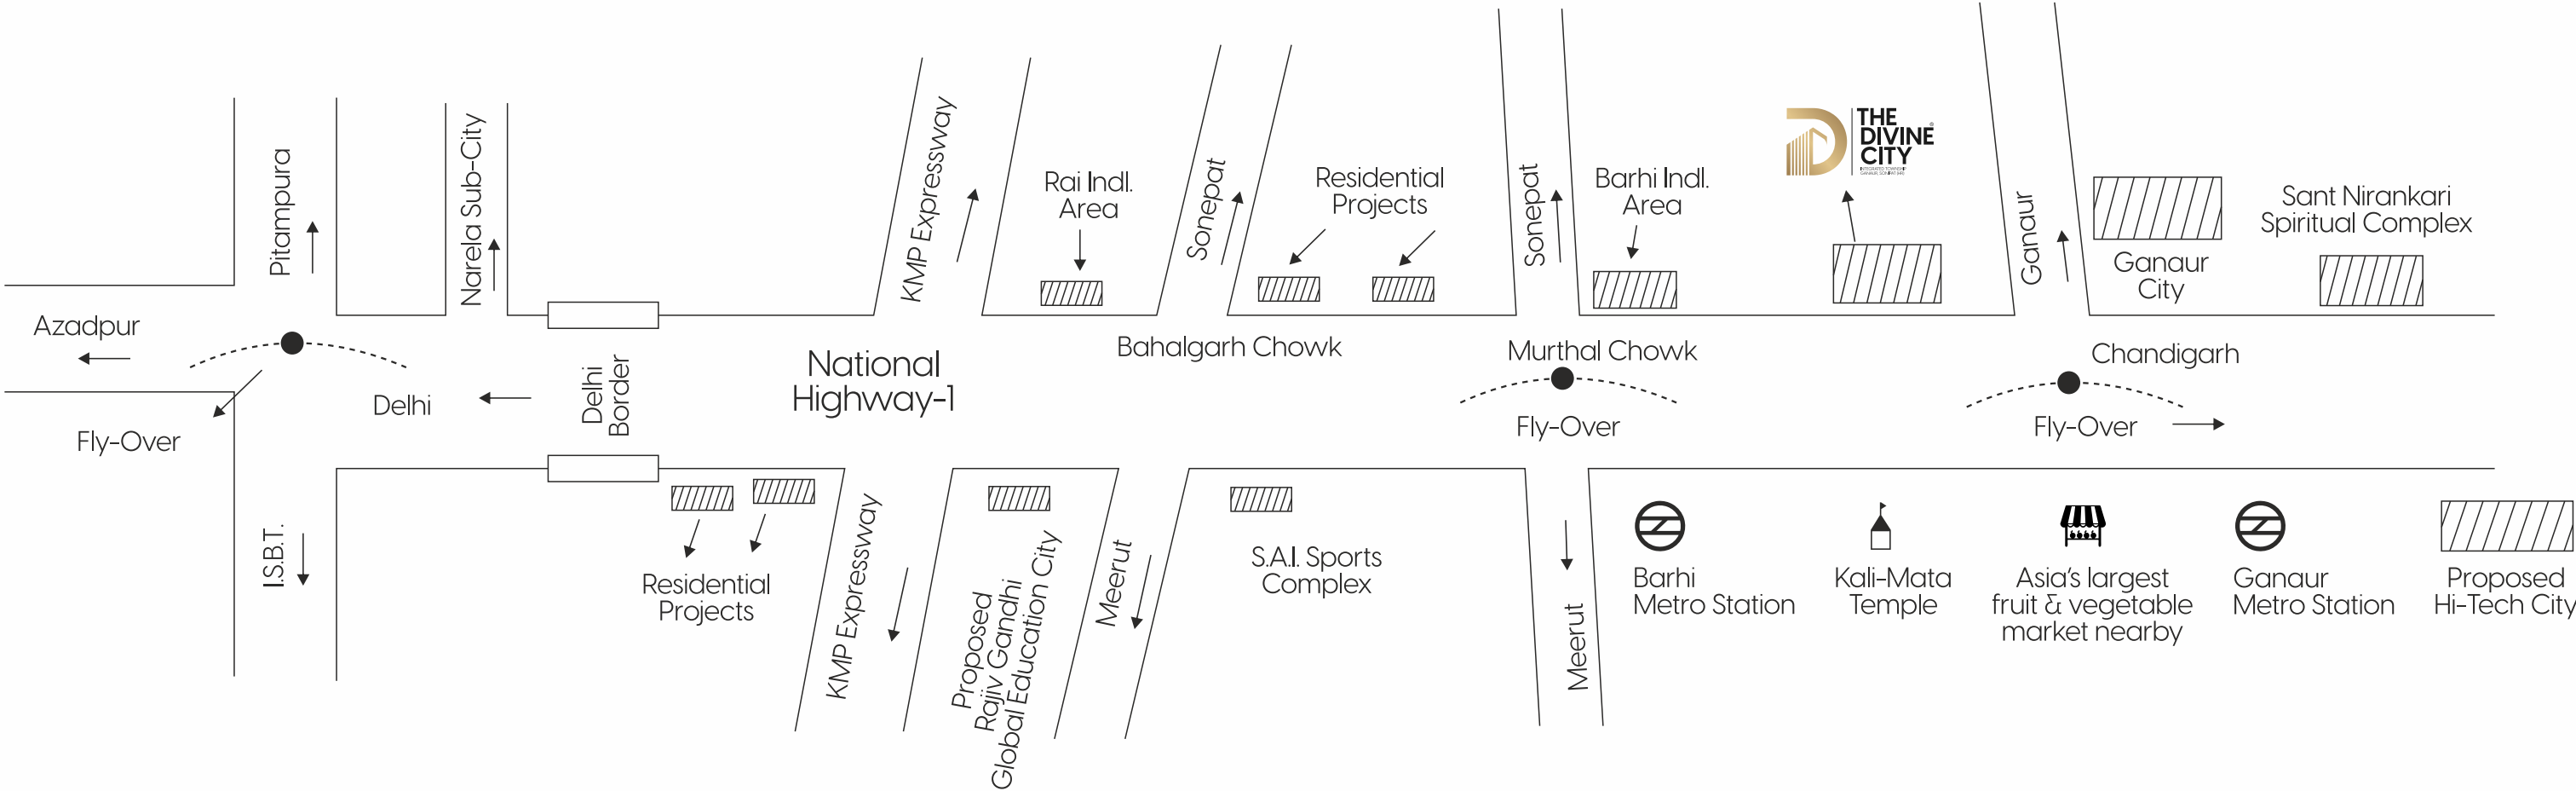 Pitampura
Narela Sub-City
KMP Expressway
Rai Indl.
Area
Sonepat
Residential
Projects
Sonepat
Barhi Indl.
Area
THE
DIVINE
CITY
INTEGRATED TOWNSHIP
Ganaur
Ganaur
City
Sant Nirankari
Spiritual Complex
Azadpur
Fly-Over
Delhi
Delhi
Border
National
Highway-1
Bahalgarh Chowk
Murthal Chowk
Fly-Over
Chandigarh
Fly-Over
I.S.B.T.
Residential
Projects
KMP Expressway
Proposed
Rajiv Gandhi
Global Education City
Meerut
S.A.I. Sports
Complex
Meerut
Barhi
Metro Station
Kali-Mata
Temple
Asia's largest
fruit & vegetable
market nearby
Ganaur
Metro Station
Proposed
Hi-Tech City